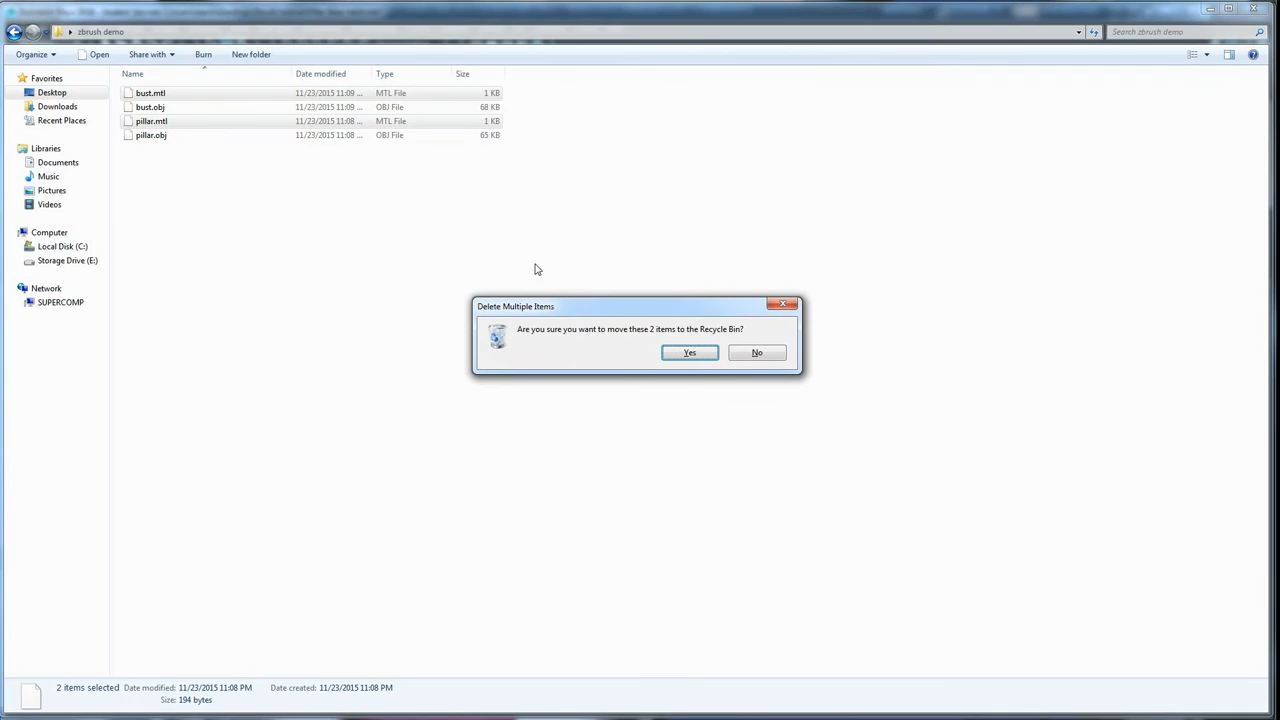 zbrush demo
Search zbrush demo
Organize Open Share with Burn New folder
Name Date modified Type Size
Favorites
Desktop
Downloads
Recent Places
Libraries
Documents
Music
Pictures
Videos
Computer
Local Disk (C:)
Storage Drive (E:)
Network
SUPERCOMP
bust.mtl 11/23/2015 11:09 ... MTL File 1 KB
bust.obj 11/23/2015 11:09 ... OBJ File 68 KB
pillar.mtl 11/23/2015 11:08 ... MTL File 1 KB
pillar.obj 11/23/2015 11:08 ... OBJ File 65 KB
Delete Multiple Items
Are you sure you want to move these 2 items to the Recycle Bin?
Yes No
2 items selected Date modified: 11/23/2015 11:08 PM Date created: 11/23/2015 11:08 PM
Size: 194 bytes